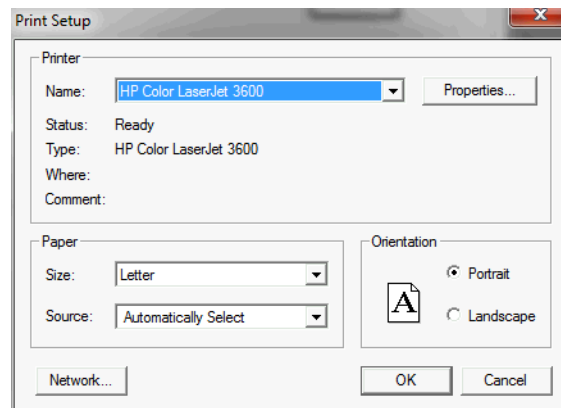 Print Setup
X
Printer
Name: HP Color LaserJet 3600 Properties...
Status: Ready
Type: HP Color LaserJet 3600
Where:
Comment:
Paper
Size: Letter
Source: Automatically Select
Orientation
A
Portrait
Landscape
Network... OK Cancel